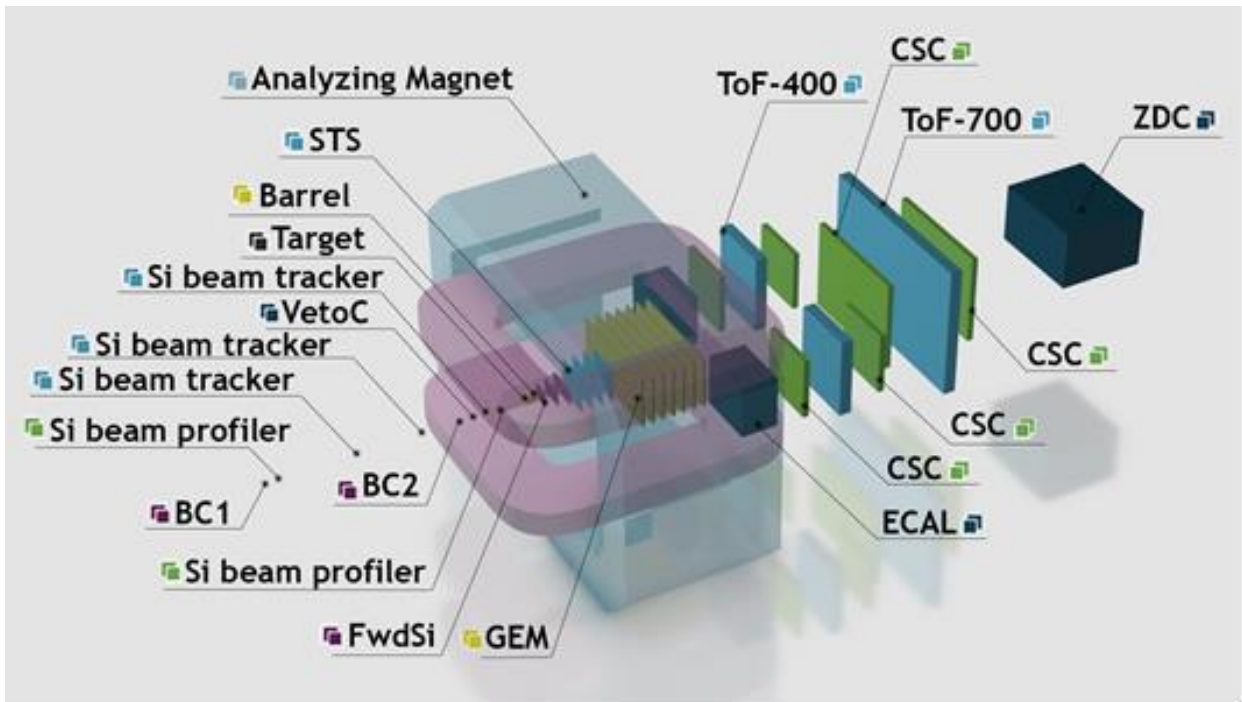 CSC
Analyzing Magnet
ToF-400
ToF-700
ZDC
STS
Barrel
Target
Si beam tracker
VetoC
Si beam tracker
Si beam tracker
Si beam profiler
BC1
BC2
Si beam profiler
FwdSi
GEM
CSC
CSC
CSC
ECAL